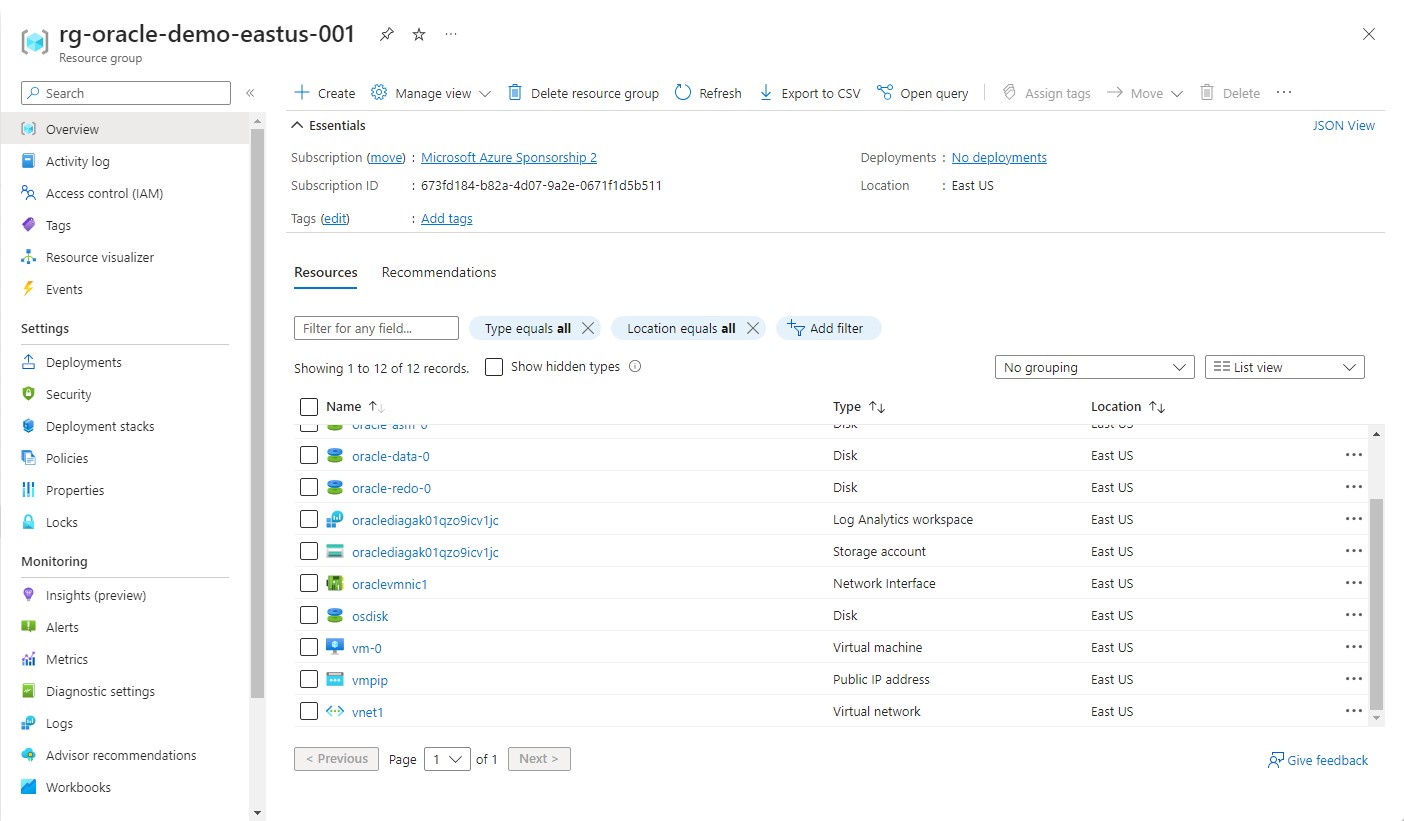 rg-oracle-demo-eastus-001
Resource group
Search
Overview
Activity log
Access control (IAM)
Tags
Resource visualizer
Events
Settings
Deployments
Security
Deployment stacks
Policies
Properties
Locks
Monitoring
Insights (preview)
Alerts
Metrics
Diagnostic settings
Logs
Advisor recommendations
Workbooks
Create Manage view Delete resource group Refresh Export to CSV Open query Assign tags Move Delete
Essentials JSON View
Subscription (move) : Microsoft Azure Sponsorship 2 Deployments : No deployments
Subscription ID : 673fd184-b82a-4d07-9a2e-0671f1d5b511 Location : East US
Tags (edit) : Add tags
Resources Recommendations
Filter for any field... Type equals all Location equals all Add filter
Showing 1 to 12 of 12 records. Show hidden types No grouping List view
Name Type Location
oracle-asm-0 Disk East US
oracle-data-0 Disk East US
oracle-redo-0 Disk East US
oraclediagak01qzo9icv1jc Log Analytics workspace East US
oraclediagak01qzo9icv1jc Storage account East US
oraclevmnic1 Network Interface East US
osdisk Disk East US
vm-0 Virtual machine East US
vmpip Public IP address East US
vnet1 Virtual network East US
< Previous Page 1 of 1 Next > Give feedback